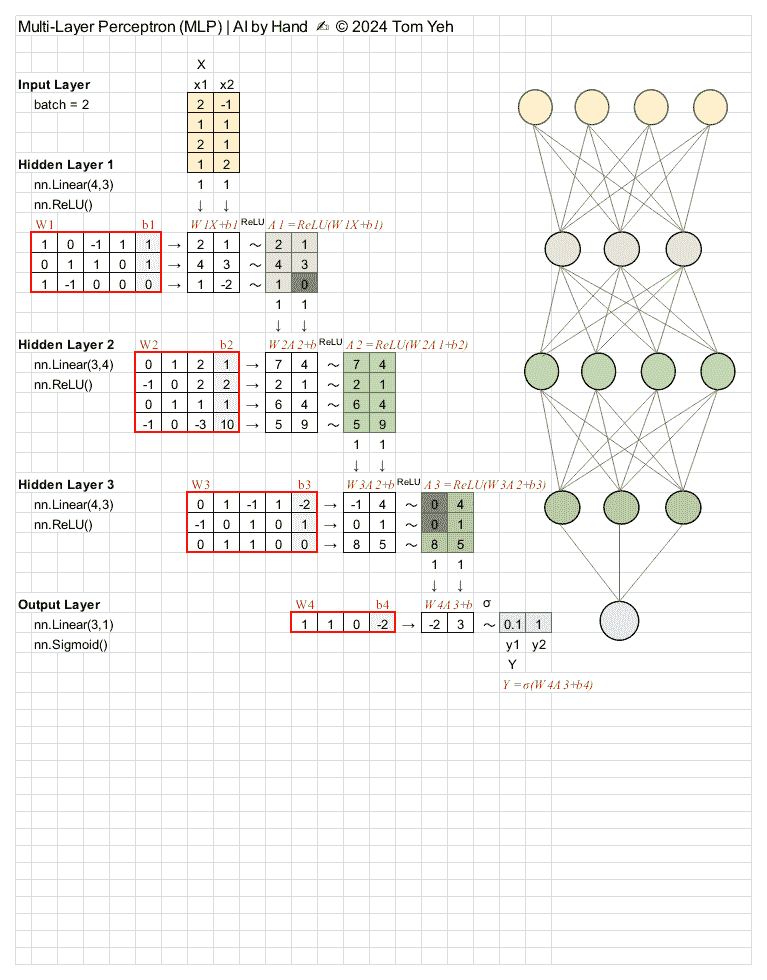 Multi-Layer Perceptron (MLP) | AI by Hand ✍ © 2024 Tom Yeh
X
Input Layer x1 x2
batch = 2 2 -1
1 1
2 1
Hidden Layer 1 1 2
nn.Linear(4,3) 1 1
nn.ReLU() ↓ ↓
W1 b1 W1X+b1 ReLU A1=ReLU(W1X+b1)
1 0 -1 1 1 → 2 1 ~ 2 1
0 1 1 0 1 → 4 3 ~ 4 3
1 -1 0 0 0 → 1 -2 ~ 1 0
1 1
↓ ↓
Hidden Layer 2 W2 b2 W2A2+b ReLU A2=ReLU(W2A1+b2)
nn.Linear(3,4) 0 1 2 1 → 7 4 ~ 7 4
nn.ReLU() -1 0 2 2 → 2 1 ~ 2 1
0 1 1 1 → 6 4 ~ 6 4
-1 0 -3 10 → 5 9 ~ 5 9
1 1
↓ ↓
Hidden Layer 3 W3 b3 W3A2+b ReLU A3=ReLU(W3A2+b3)
nn.Linear(4,3) 0 1 -1 1 -2 → -1 4 ~ 0 4
nn.ReLU() -1 0 1 0 1 → 0 1 ~ 0 1
0 1 1 0 0 → 8 5 ~ 8 5
1 1
↓ ↓
Output Layer W4 b4 W4A3+b σ
nn.Linear(3,1) 1 1 0 -2 → -2 3 ~ 0.1 1
nn.Sigmoid() y1 y2
Y
Y=σ(W4A3+b4)